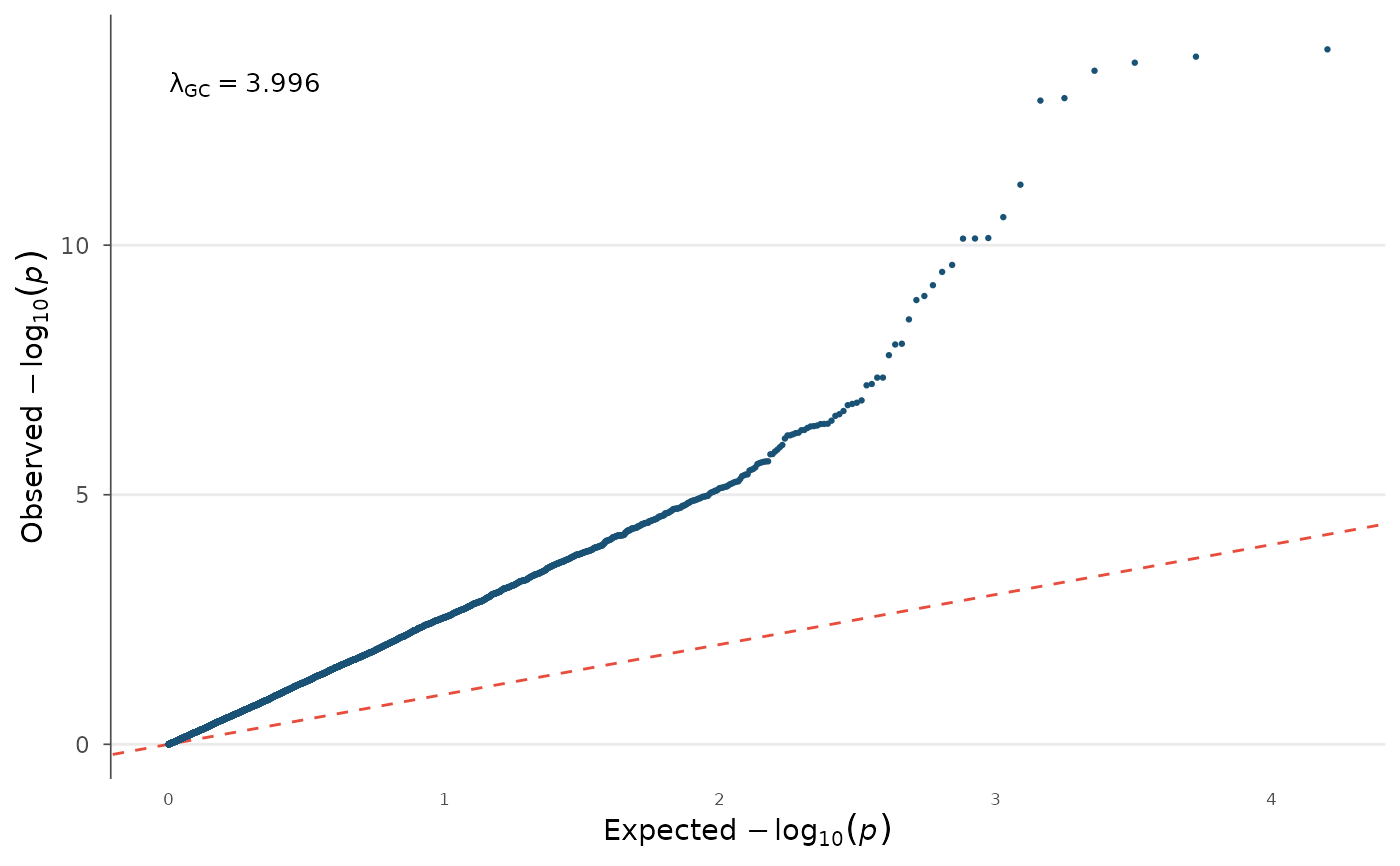 λGC = 3.996
Observed −log10(p)
10
5
0
0 1 2 3 4
Expected −log10(p)